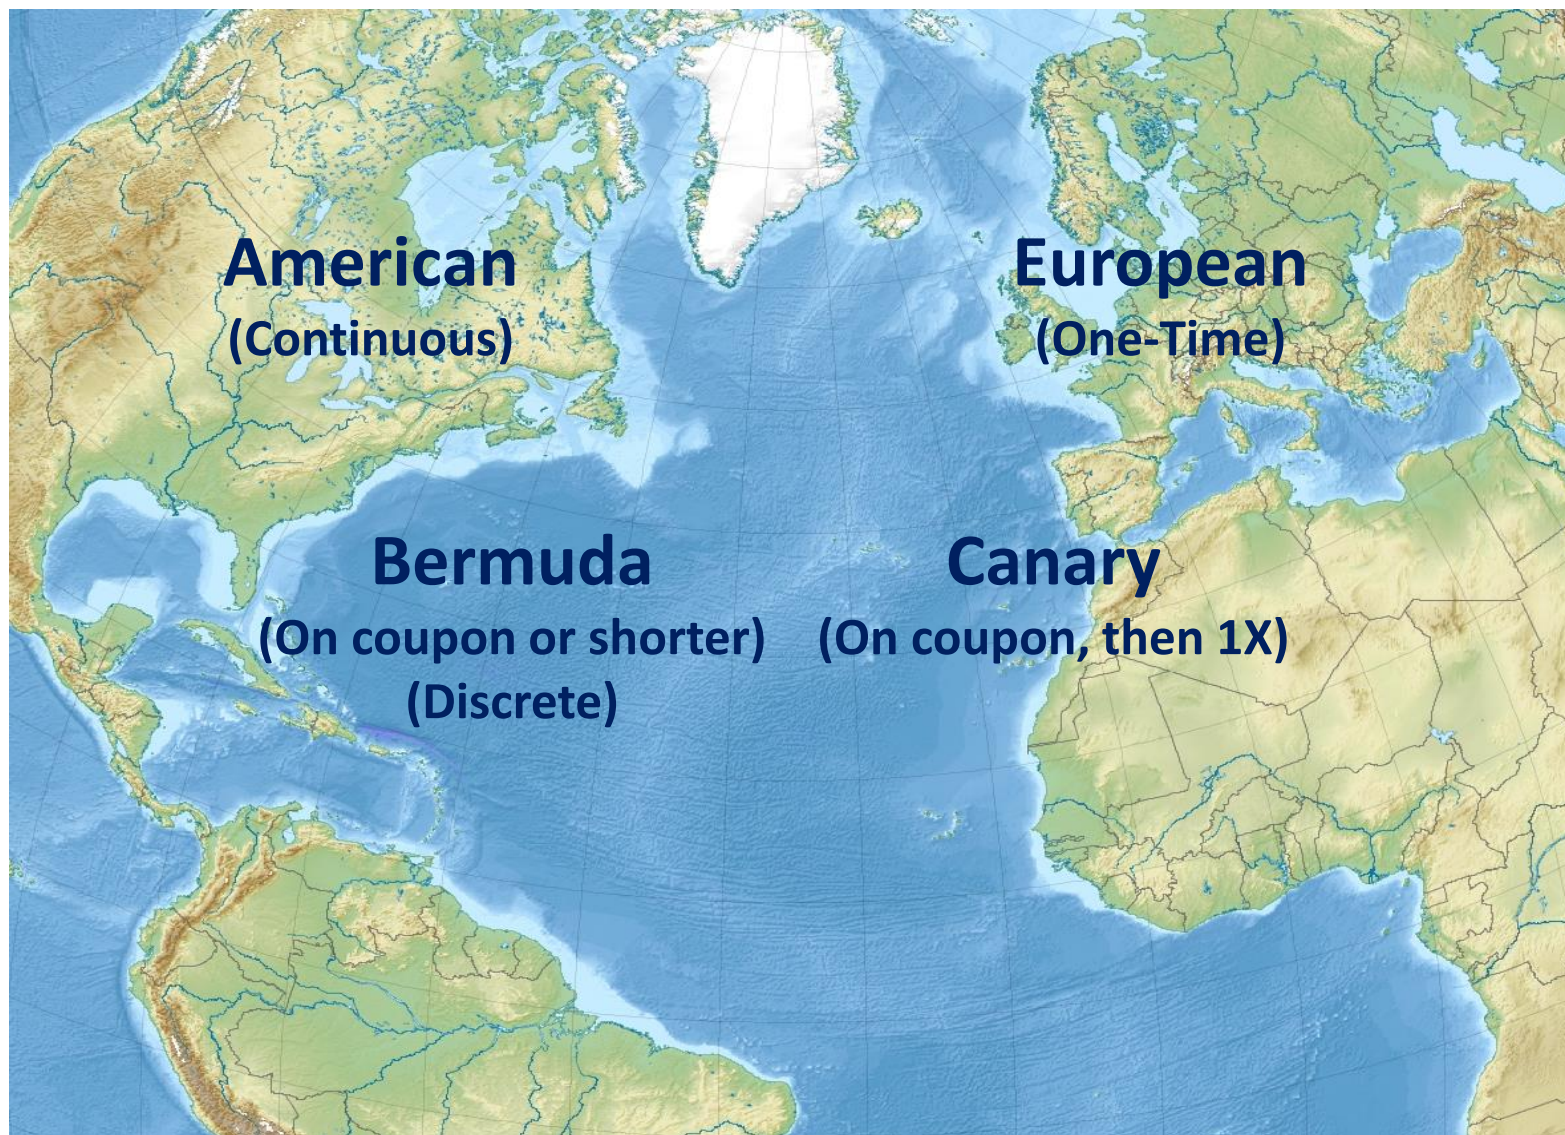 American
(Continuous)
European
(One-Time)
Bermuda
(On coupon or shorter)
(Discrete)
Canary
(On coupon, then 1X)